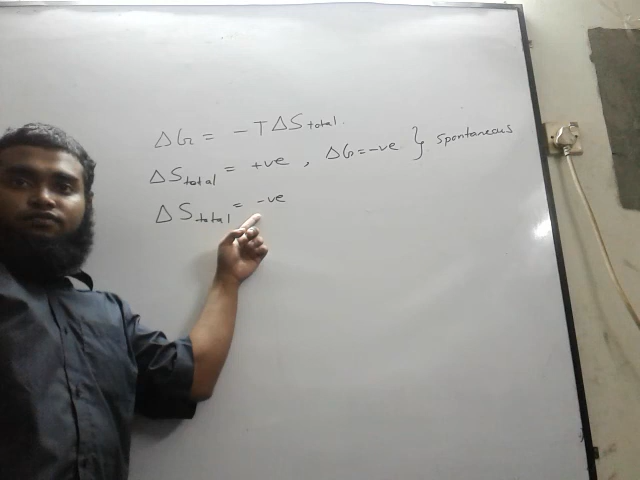 ΔG = -TΔS total.
ΔS total = +ve , ΔG = -ve } spontaneous
ΔS total = -ve